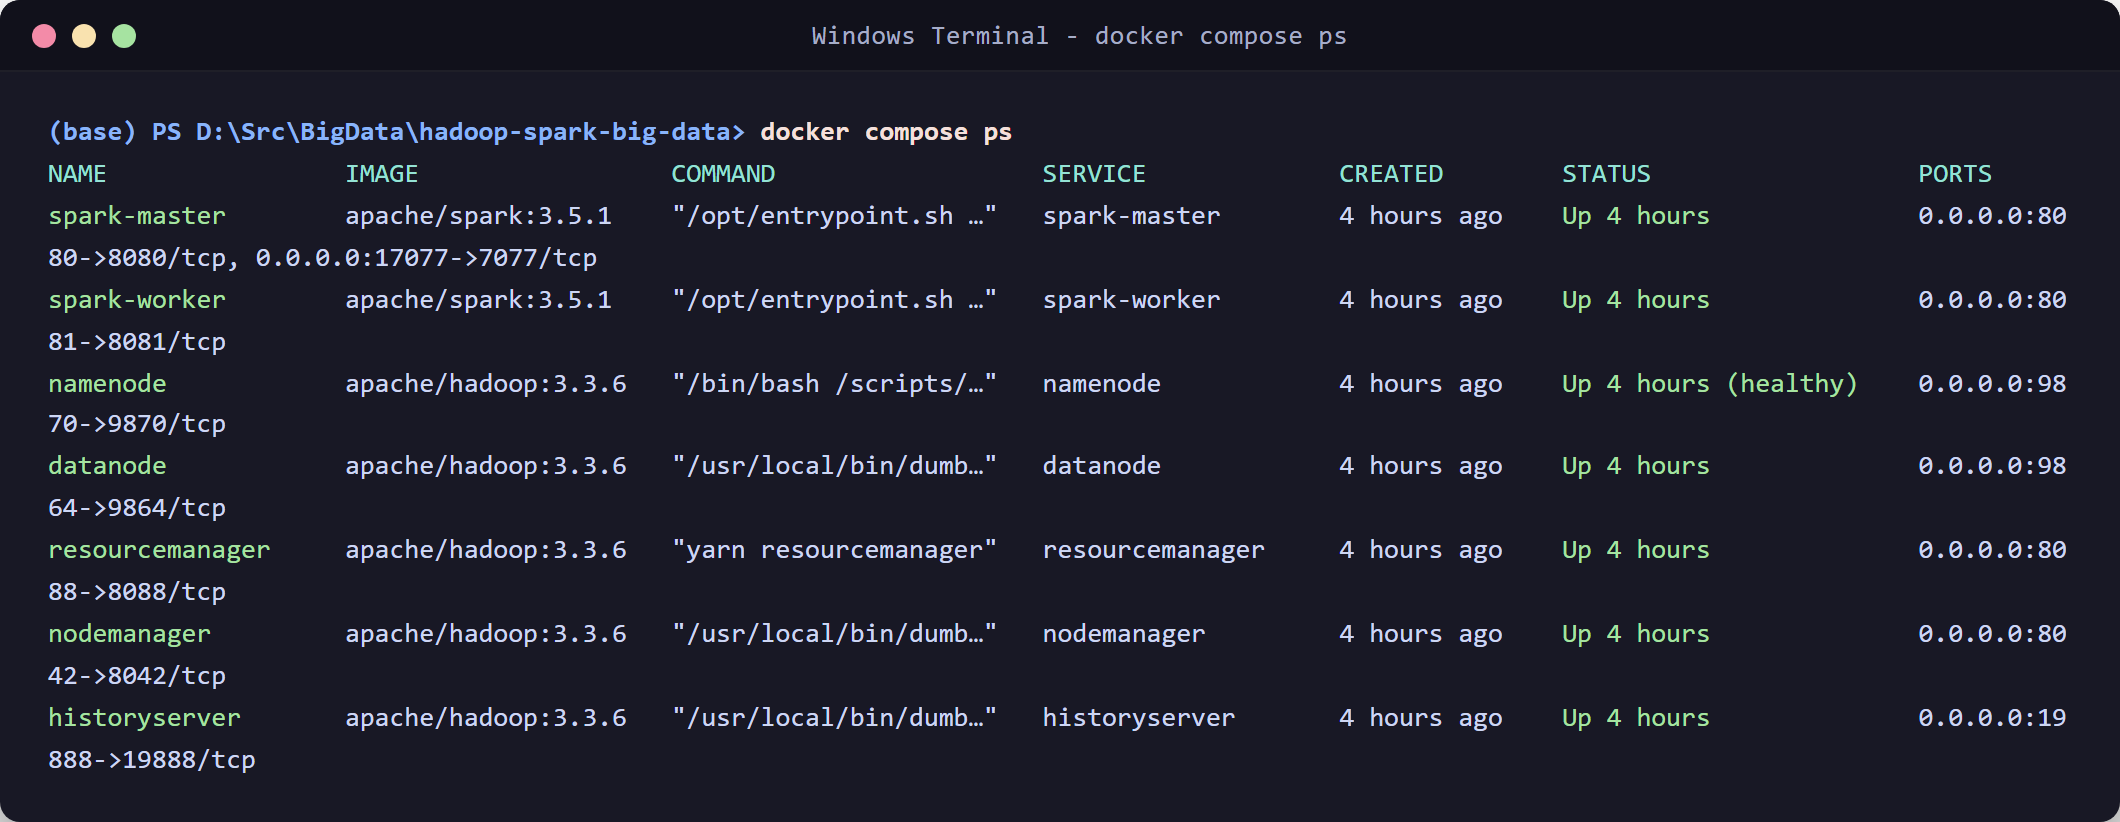 Windows Terminal - docker compose ps
(base) PS D:\Src\BigData\hadoop-spark-big-data> docker compose ps
NAME                IMAGE                 COMMAND                  SERVICE             CREATED         STATUS                  PORTS
spark-master        apache/spark:3.5.1    "/opt/entrypoint.sh …"   spark-master        4 hours ago     Up 4 hours              0.0.0.0:80
80->8080/tcp, 0.0.0.0:17077->7077/tcp
spark-worker        apache/spark:3.5.1    "/opt/entrypoint.sh …"   spark-worker        4 hours ago     Up 4 hours              0.0.0.0:80
81->8081/tcp
namenode            apache/hadoop:3.3.6   "/bin/bash /scripts/…"   namenode            4 hours ago     Up 4 hours (healthy)    0.0.0.0:98
70->9870/tcp
datanode            apache/hadoop:3.3.6   "/usr/local/bin/dumb…"   datanode            4 hours ago     Up 4 hours              0.0.0.0:98
64->9864/tcp
resourcemanager     apache/hadoop:3.3.6   "yarn resourcemanager"   resourcemanager     4 hours ago     Up 4 hours              0.0.0.0:80
88->8088/tcp
nodemanager         apache/hadoop:3.3.6   "/usr/local/bin/dumb…"   nodemanager         4 hours ago     Up 4 hours              0.0.0.0:80
42->8042/tcp
historyserver       apache/hadoop:3.3.6   "/usr/local/bin/dumb…"   historyserver       4 hours ago     Up 4 hours              0.0.0.0:19
888->19888/tcp